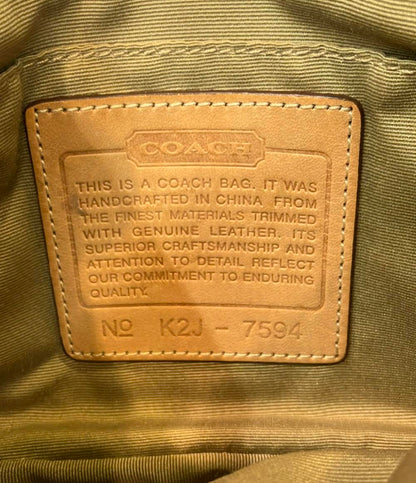 COACH
THIS IS A COACH BAG. IT WAS
HANDCRAFTED IN CHINA FROM
THE FINEST MATERIALS TRIMMED
WITH GENUINE LEATHER. ITS
SUPERIOR CRAFTSMANSHIP AND
ATTENTION TO DETAIL REFLECT
OUR COMMITMENT TO ENDURING
QUALITY.
No K2J - 7594